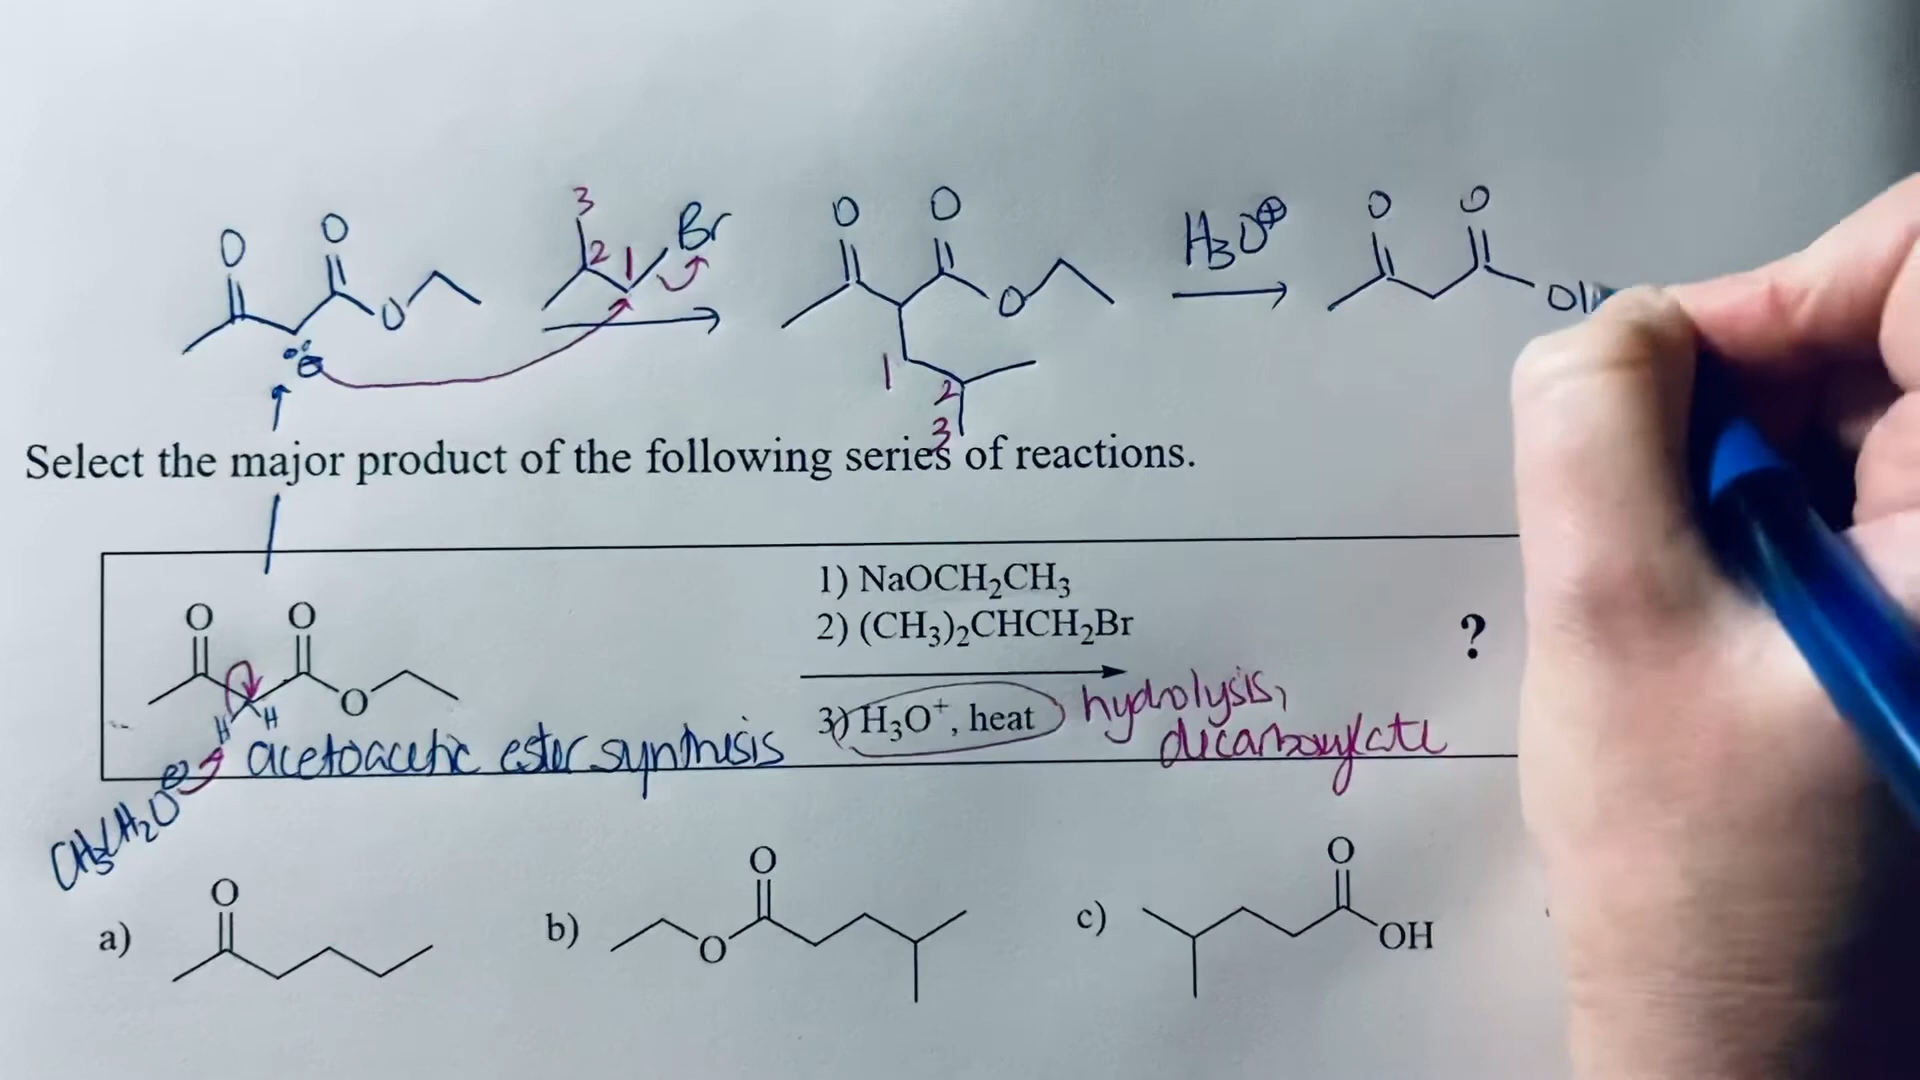 3
O O 2 1 Br O O H3O⊕ O O
O O O OH
1
2
3
Select the major product of the following series of reactions.
1) NaOCH2CH3
2) (CH3)2CHCH2Br
?
O O
O
H H
3) H3O+, heat hydrolysis, decarboxylate
acetoacetic ester synthesis
CH3CH2O⊖
a) O
b) O O
c) O OH